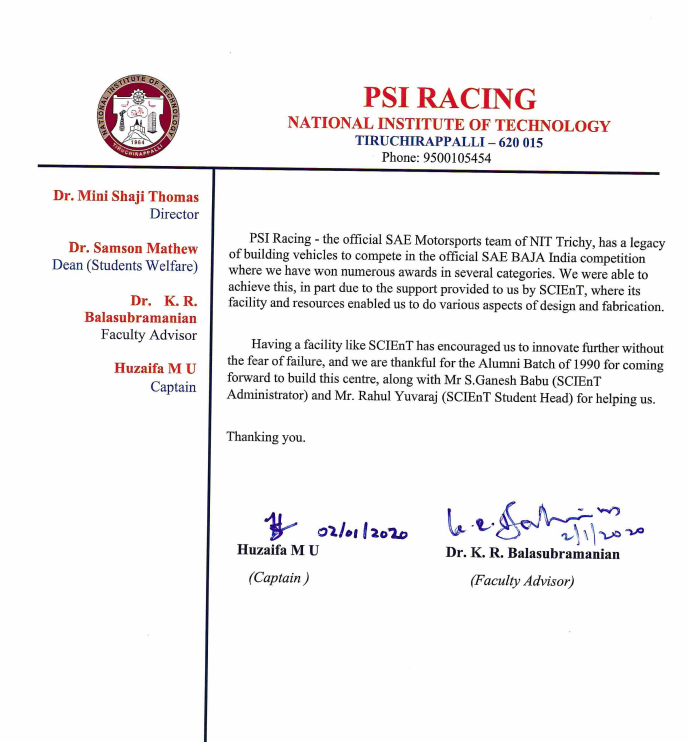 NATIONAL INSTITUTE OF TECHNOLOGY
1964
TIRUCHIRAPPALLI
PSI RACING
NATIONAL INSTITUTE OF TECHNOLOGY
TIRUCHIRAPPALLI – 620 015
Phone: 9500105454
Dr. Mini Shaji Thomas
Director
Dr. Samson Mathew
Dean (Students Welfare)
Dr. K. R.
Balasubramanian
Faculty Advisor
Huzaifa M U
Captain
PSI Racing - the official SAE Motorsports team of NIT Trichy, has a legacy
of building vehicles to compete in the official SAE BAJA India competition
where we have won numerous awards in several categories. We were able to
achieve this, in part due to the support provided to us by SCIEnT, where its
facility and resources enabled us to do various aspects of design and fabrication.
Having a facility like SCIEnT has encouraged us to innovate further without
the fear of failure, and we are thankful for the Alumni Batch of 1990 for coming
forward to build this centre, along with Mr S.Ganesh Babu (SCIEnT
Administrator) and Mr. Rahul Yuvaraj (SCIEnT Student Head) for helping us.
Thanking you.
02/01/2020
2/1/2020
Huzaifa M U
Dr. K. R. Balasubramanian
(Captain )
(Faculty Advisor)